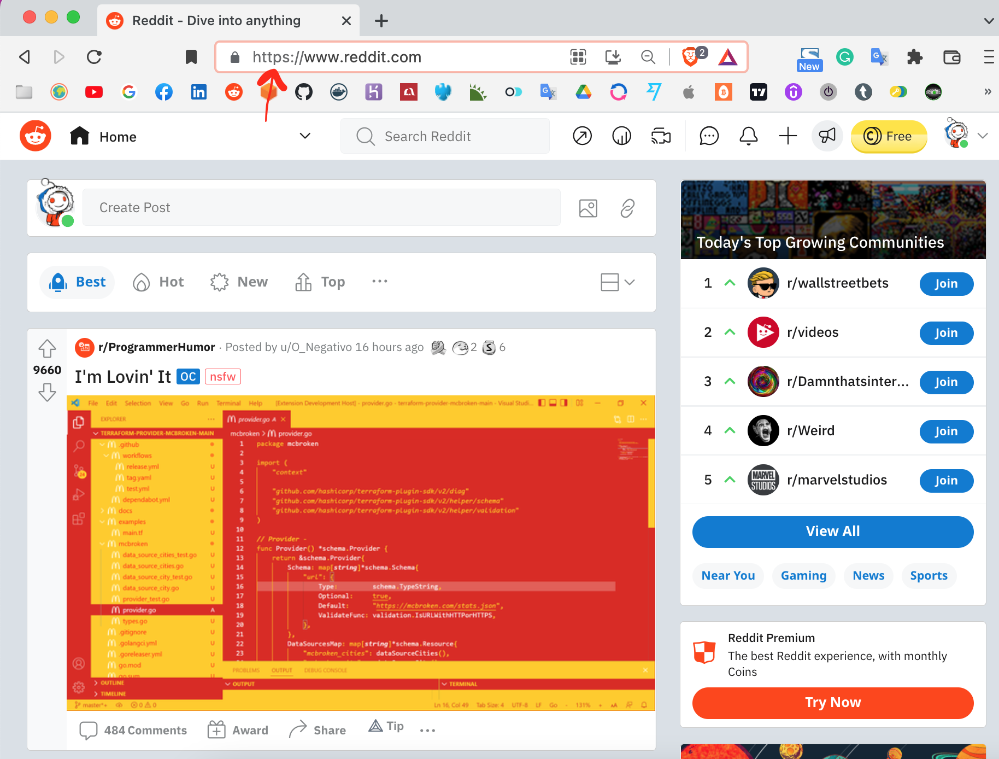 Reddit - Dive into anything
https://www.reddit.com
2
New
Home
Search Reddit
Free
Create Post
Best
Hot
New
Top
9660
r/ProgrammerHumor · Posted by u/O_Negativo 16 hours ago 2 6
I'm Lovin' It OC nsfw
File Edit Selection View Go Run Terminal Help [Extension Development Host] - provider.go - terraform-provider-mcbroken-main - Visual Studi...
EXPLORER
TERRAFORM-PROVIDER-MCBROKEN-MAIN
.github
workflows
release.yml U
tag.yaml U
test.yml U
dependabot.yml U
docs
examples
main.tf U
mcbroken
data_source_cities_test.go U
data_source_cities.go U
data_source_city_test.go U
data_source_city.go U
provider_test.go U
provider.go A
types.go U
.gitignore U
.golangci.yml U
.goreleaser.yml U
go.mod U
go.sum
OUTLINE
TIMELINE
provider.go A
mcbroken > provider.go
1 package mcbroken
2
3 import (
4 "context"
5
6 "github.com/hashicorp/terraform-plugin-sdk/v2/diag"
7 "github.com/hashicorp/terraform-plugin-sdk/v2/helper/schema"
8 "github.com/hashicorp/terraform-plugin-sdk/v2/helper/validation"
9 )
10
11 // Provider -
12 func Provider() *schema.Provider {
13 return &schema.Provider{
14 Schema: map[string]*schema.Schema{
15 "url": {
16 Type: schema.TypeString,
17 Optional: true,
18 Default: "https://mcbroken.com/stats.json",
19 ValidateFunc: validation.IsURLWithHTTPorHTTPS,
20 },
21 },
22 DataSourcesMap: map[string]*schema.Resource{
23 "mcbroken_cities": dataSourceCities(),
PROBLEMS OUTPUT DEBUG CONSOLE
OUTPUT
TERMINAL
master*+ 0 0 Ln 16, Col 49 Tab Size: 4 UTF-8 LF Go - 131% +
484 Comments
Award
Share
Tip
Today's Top Growing Communities
1 r/wallstreetbets Join
2 r/videos Join
3 r/Damnthatsinter... Join
4 r/Weird Join
5 MARVEL STUDIOS r/marvelstudios Join
View All
Near You Gaming News Sports
Reddit Premium
The best Reddit experience, with monthly
Coins
Try Now